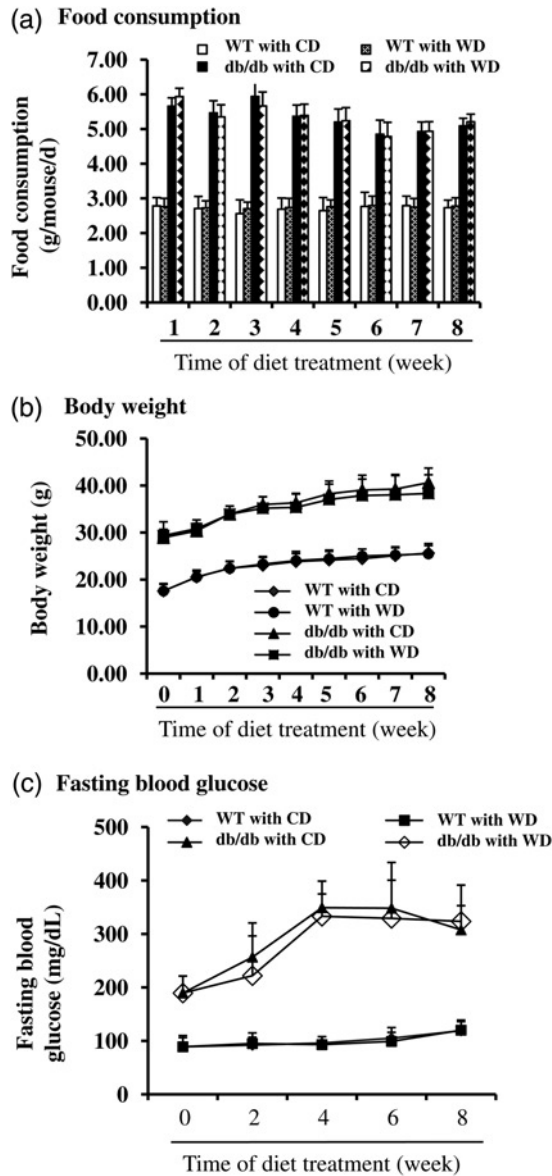 (a) Food consumption
WT with CD
WT with WD
db/db with CD
db/db with WD
Food consumption
(g/mouse/d)
7.00
6.00
5.00
4.00
3.00
2.00
1.00
0.00
1 2 3 4 5 6 7 8
Time of diet treatment (week)
(b) Body weight
Body weight (g)
50.00
40.00
30.00
20.00
10.00
0.00
WT with CD
WT with WD
db/db with CD
db/db with WD
0 1 2 3 4 5 6 7 8
Time of diet treatment (week)
(c) Fasting blood glucose
WT with CD
WT with WD
db/db with CD
db/db with WD
Fasting blood
glucose (mg/dL)
500
400
300
200
100
0
0 2 4 6 8
Time of diet treatment (week)